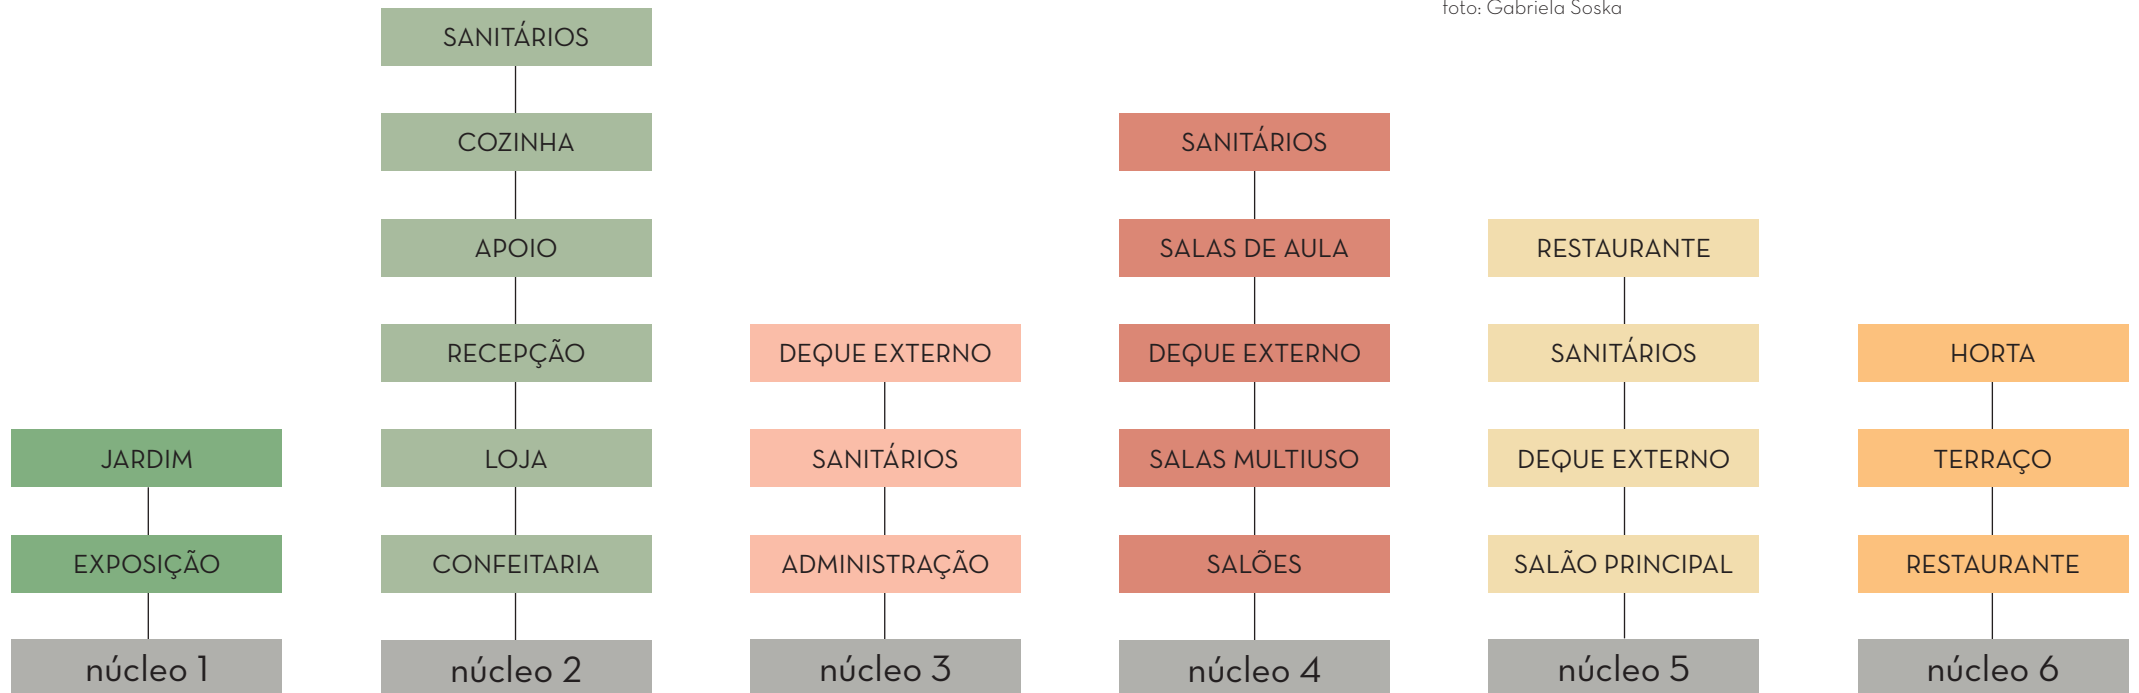 foto: Gabriela Soska
JARDIM
EXPOSIÇÃO
núcleo 1
SANITÁRIOS
COZINHA
APOIO
RECEPÇÃO
LOJA
CONFEITARIA
núcleo 2
DEQUE EXTERNO
SANITÁRIOS
ADMINISTRAÇÃO
núcleo 3
SANITÁRIOS
SALAS DE AULA
DEQUE EXTERNO
SALAS MULTIUSO
SALÕES
núcleo 4
RESTAURANTE
SANITÁRIOS
DEQUE EXTERNO
SALÃO PRINCIPAL
núcleo 5
HORTA
TERRAÇO
RESTAURANTE
núcleo 6